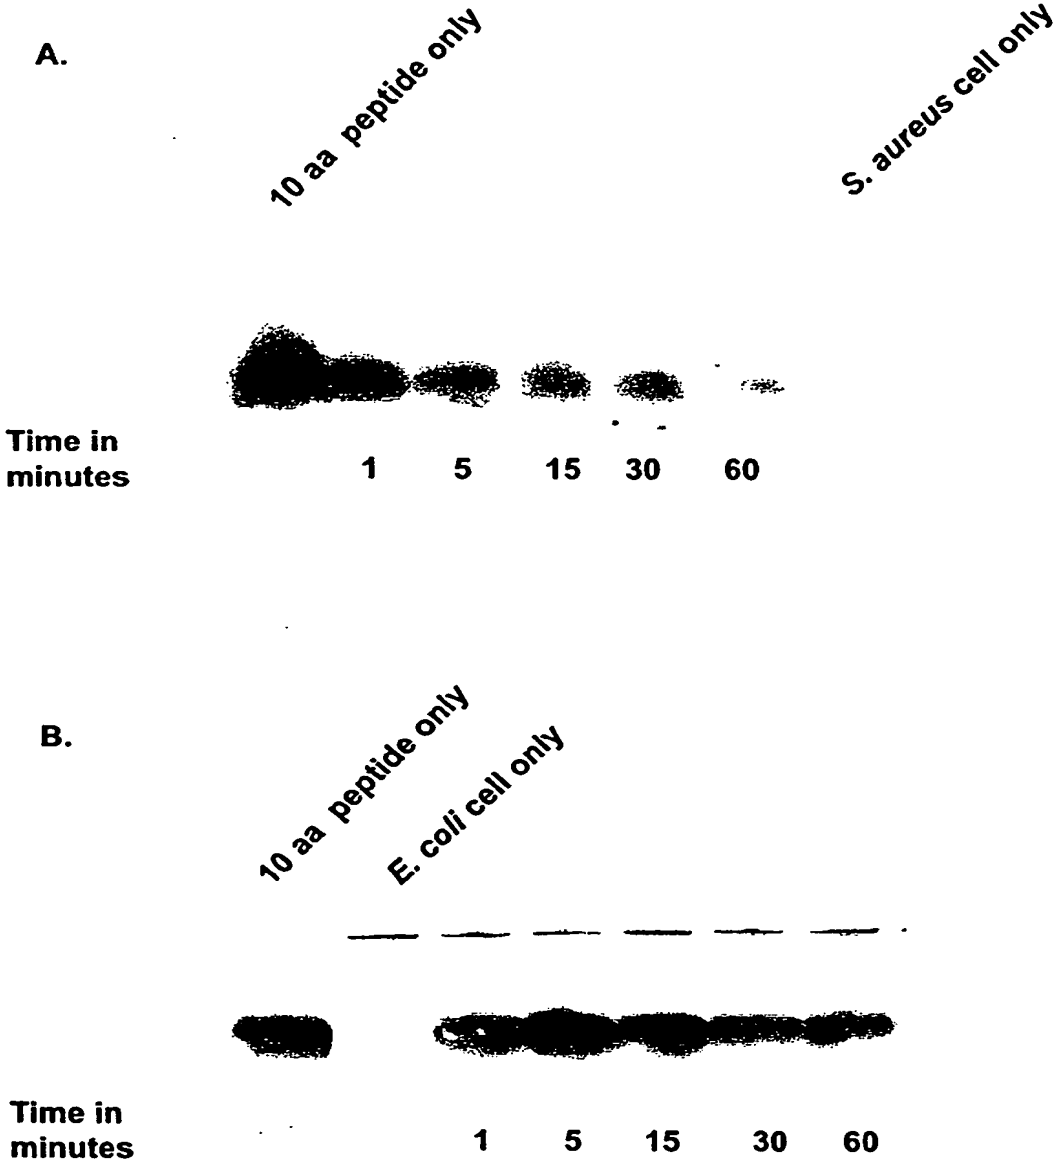 A.
10 aa peptide only
S. aureus cell only
Time in
minutes
1 5 15 30 60
B.
10 aa peptide only
E. coli cell only
Time in
minutes
1 5 15 30 60